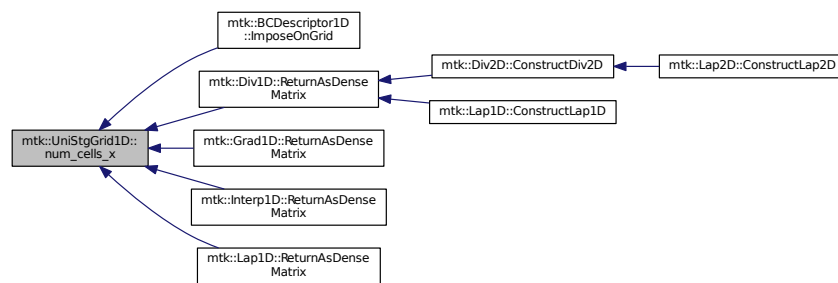 mtk::BCDescriptor1D
::ImposeOnGrid
mtk::Div1D::ReturnAsDense
Matrix
mtk::Div2D::ConstructDiv2D
mtk::Lap2D::ConstructLap2D
mtk::Lap1D::ConstructLap1D
mtk::UniStgGrid1D::
num_cells_x
mtk::Grad1D::ReturnAsDense
Matrix
mtk::Interp1D::ReturnAsDense
Matrix
mtk::Lap1D::ReturnAsDense
Matrix